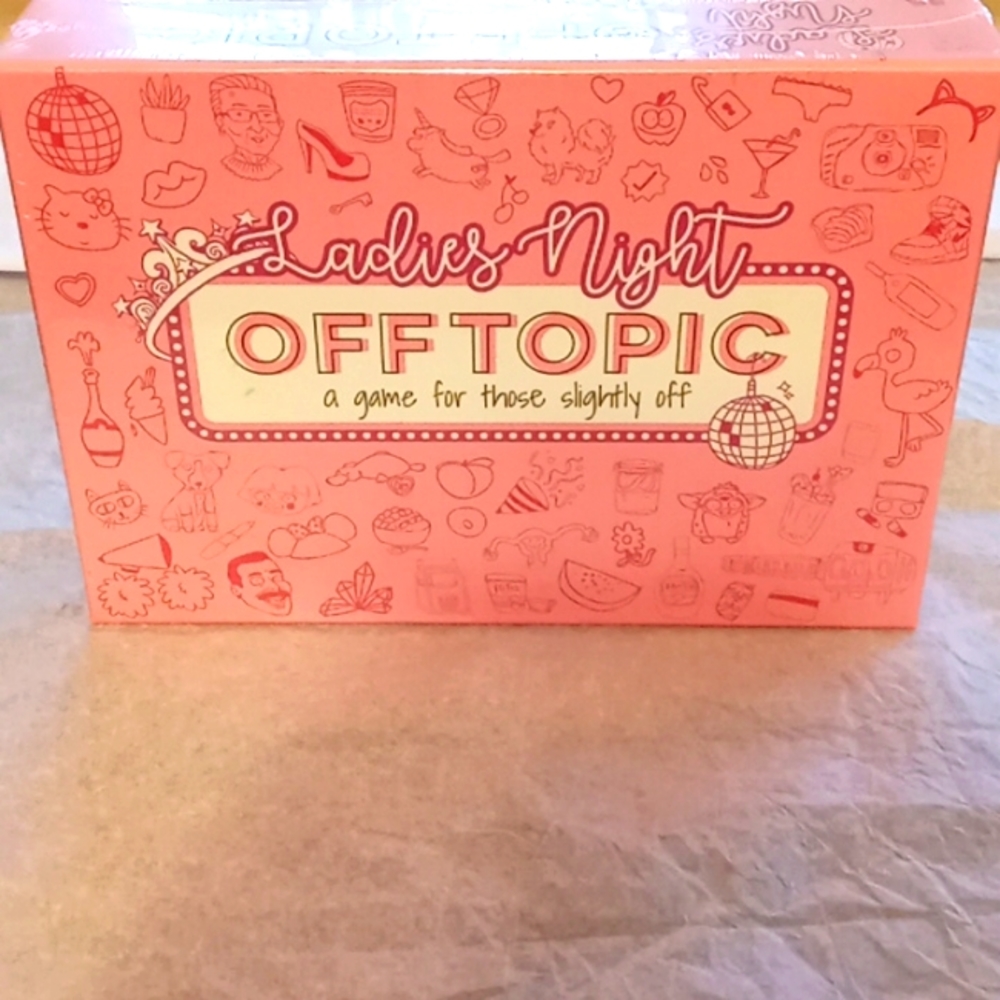 Ladies Night
OFF TOPIC
a game for those slightly off